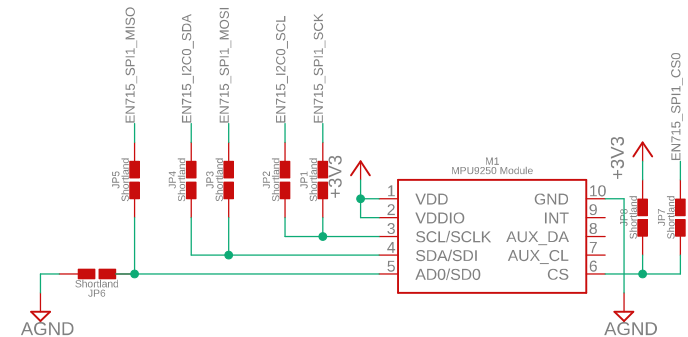 EN715_SPI1_MISO
EN715_I2C0_SDA
EN715_SPI1_MOSI
EN715_I2C0_SCL
EN715_SPI1_SCK
EN715_SPI1_CS0
JP5
Shortland
JP4
Shortland
JP3
Shortland
JP2
Shortland
JP1
Shortland
+3V3
+3V3
JP8
Shortland
JP7
Shortland
M1
MPU9250 Module
1 VDD GND 10
2 VDDIO INT 9
3 SCL/SCLK AUX_DA 8
4 SDA/SDI AUX_CL 7
5 AD0/SD0 CS 6
Shortland
JP6
AGND
AGND